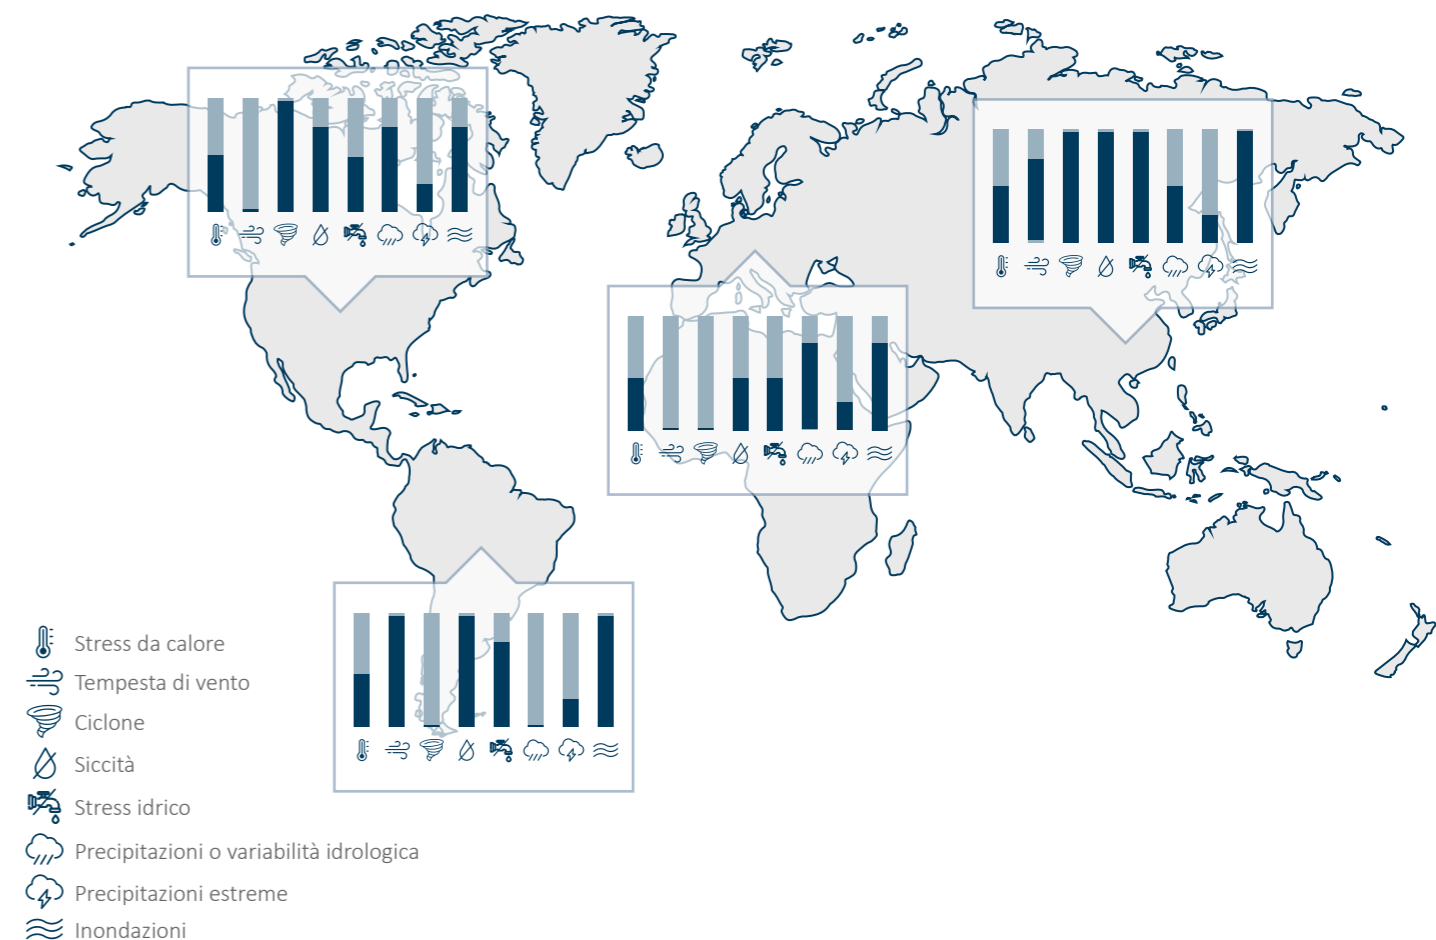 Stress da calore
Tempesta di vento
Ciclone
Siccità
Stress idrico
Precipitazioni o variabilità idrologica
Precipitazioni estreme
Inondazioni